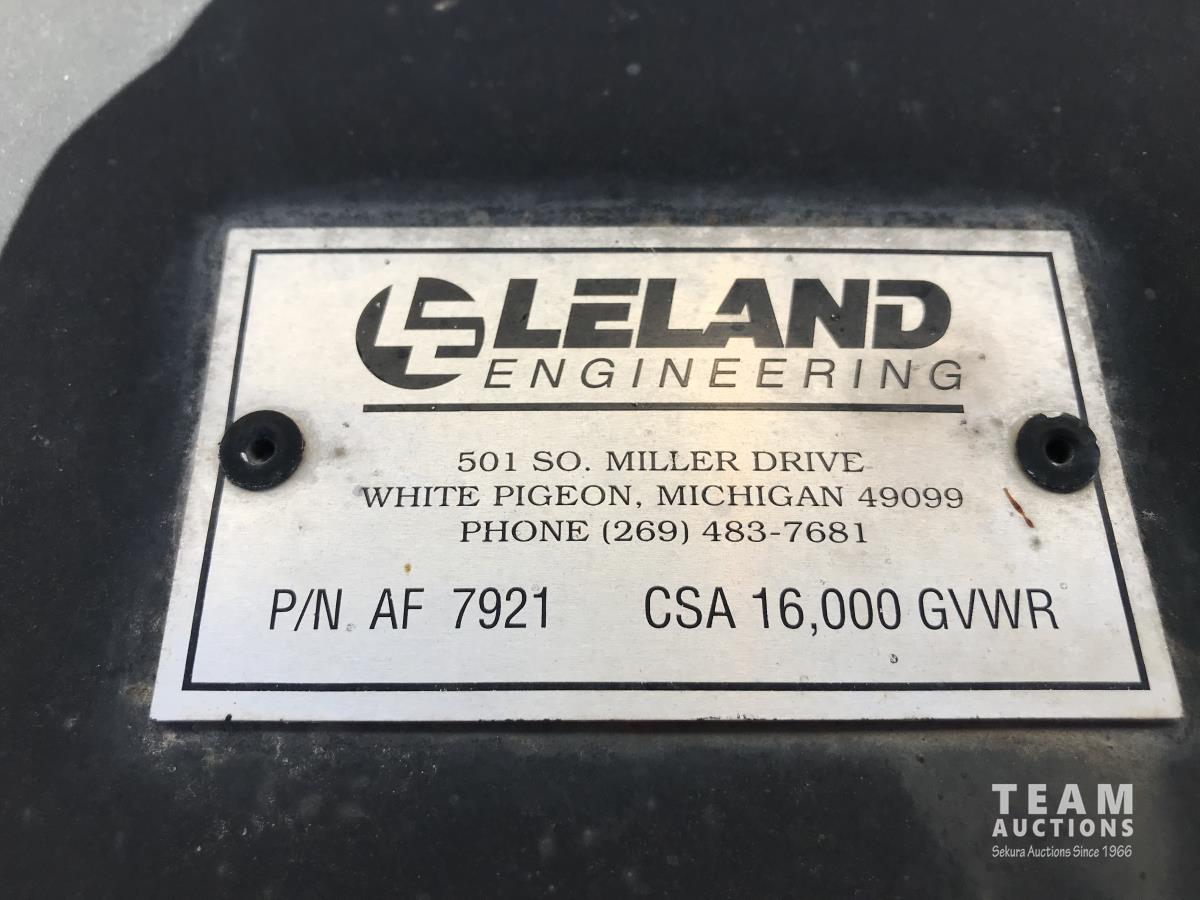 LE LELAND
ENGINEERING
501 SO. MILLER DRIVE
WHITE PIGEON, MICHIGAN 49099
PHONE (269) 483-7681
P/N AF 7921 CSA 16,000 GVWR
TEAM
AUCTIONS
Sekura Auctions Since 1966